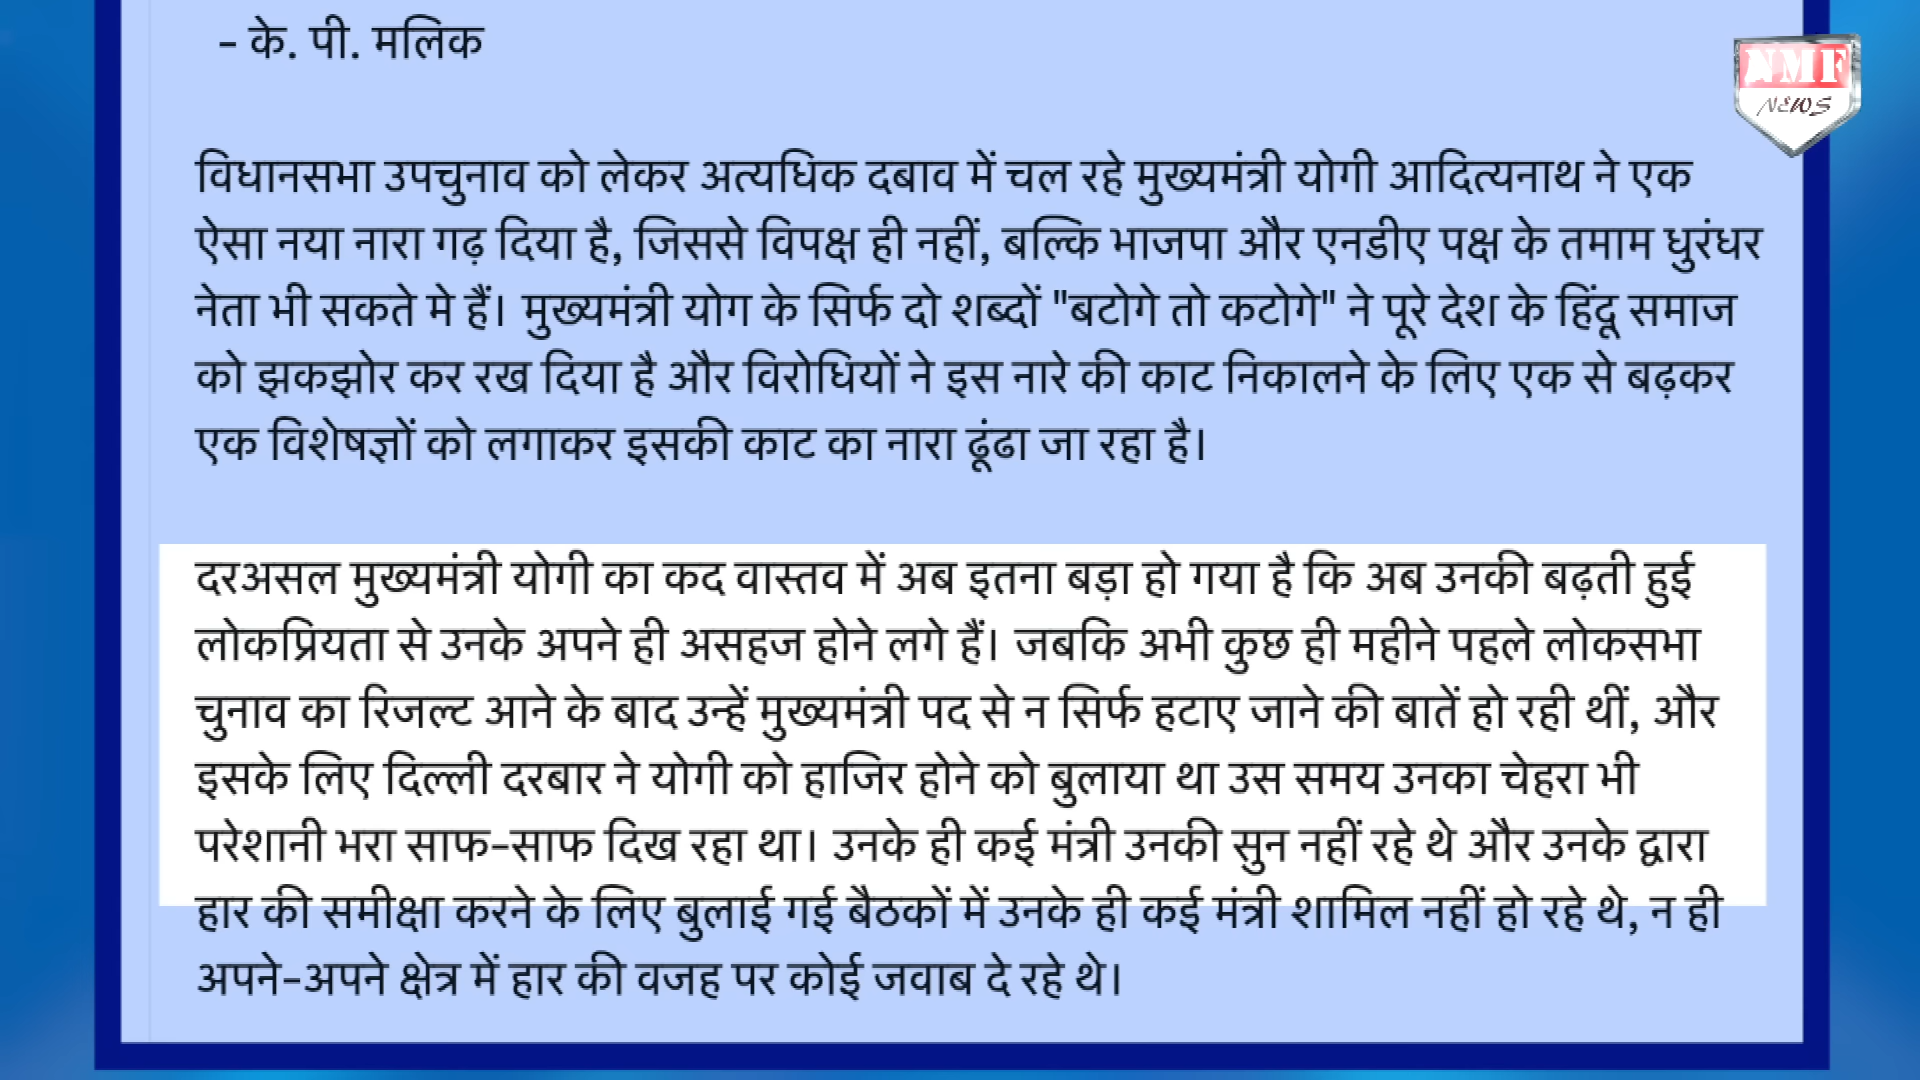 - के. पी. मलिक
NMF
NEWS
विधानसभा उपचुनाव को लेकर अत्यधिक दबाव में चल रहे मुख्यमंत्री योगी आदित्यनाथ ने एक
ऐसा नया नारा गढ़ दिया है, जिससे विपक्ष ही नहीं, बल्कि भाजपा और एनडीए पक्ष के तमाम धुरंधर
नेता भी सकते मे हैं। मुख्यमंत्री योग के सिर्फ दो शब्दों "बटोगे तो कटोगे" ने पूरे देश के हिंदू समाज
को झकझोर कर रख दिया है और विरोधियों ने इस नारे की काट निकालने के लिए एक से बढ़कर
एक विशेषज्ञों को लगाकर इसकी काट का नारा ढूंढा जा रहा है।
दरअसल मुख्यमंत्री योगी का कद वास्तव में अब इतना बड़ा हो गया है कि अब उनकी बढ़ती हुई
लोकप्रियता से उनके अपने ही असहज होने लगे हैं। जबकि अभी कुछ ही महीने पहले लोकसभा
चुनाव का रिजल्ट आने के बाद उन्हें मुख्यमंत्री पद से न सिर्फ हटाए जाने की बातें हो रही थीं, और
इसके लिए दिल्ली दरबार ने योगी को हाजिर होने को बुलाया था उस समय उनका चेहरा भी
परेशानी भरा साफ-साफ दिख रहा था। उनके ही कई मंत्री उनकी सुन नहीं रहे थे और उनके द्वारा
हार की समीक्षा करने के लिए बुलाई गई बैठकों में उनके ही कई मंत्री शामिल नहीं हो रहे थे, न ही
अपने-अपने क्षेत्र में हार की वजह पर कोई जवाब दे रहे थे।